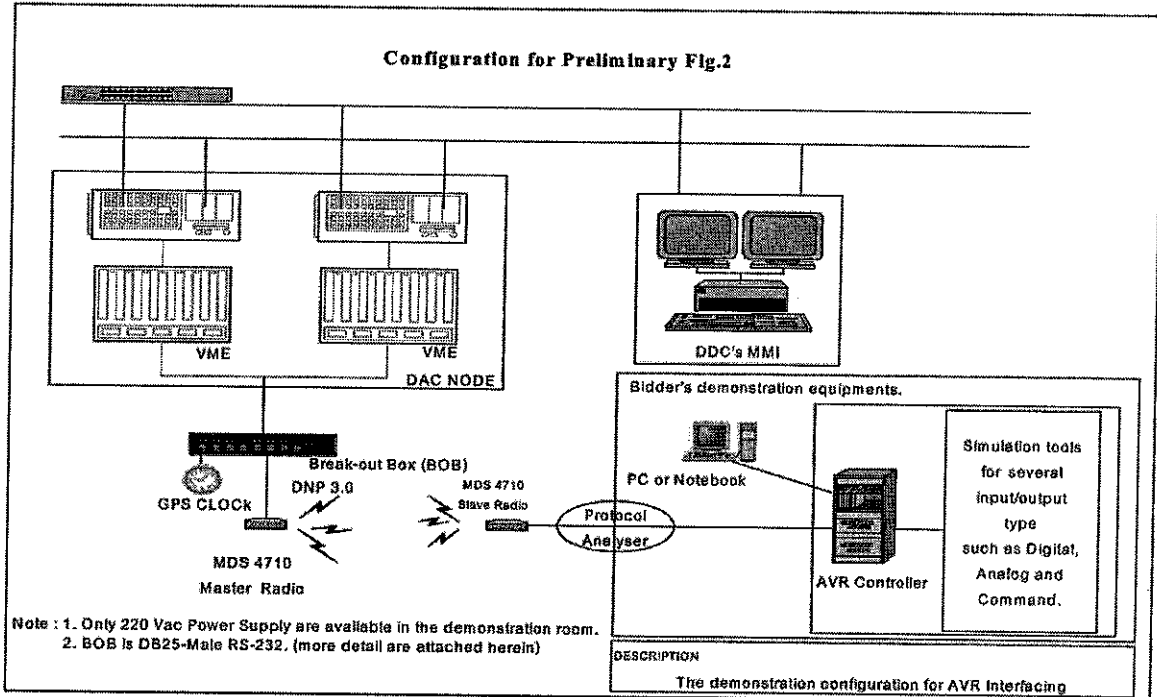 Configuration for Preliminary Fig.2
VME
VME
DAC NODE
DDC's MMI
Break-out Box (BOB)
DNP 3.0
GPS CLOCk
MDS 4710
Master Radio
MDS 4710
Slave Radio
Protocol
Analyser
Bidder's demonstration equipments.
PC or Notebook
AVR Controller
Simulation tools
for several
input/output
type
such as Digital,
Analog and
Command.
Note : 1. Only 220 Vac Power Supply are available in the demonstration room.
2. BOB is DB25-Male RS-232. (more detail are attached herein)
DESCRIPTION
The demonstration configuration for AVR Interfacing